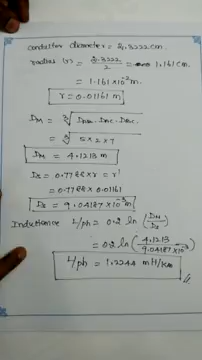 conductor diameter = 2.3222 cm.
radius (r) = 2.3222 / 2 = 1.161 cm.
= 1.161 × 10⁻² m.
r = 0.01161 m
Dm = ∛ DAB. DBC. DAC.
= ∛ 5 × 2 × 7
Dm = 4.1213 m
Ds = 0.7788 × r = r'
= 0.7788 × 0.01161
Ds = 9.04187 × 10⁻³ m
Inductance L/ph = 0.2 ln (Dm / Ds)
= 0.2 ln ( 4.1213 / 9.04187 × 10⁻³ )
L/ph = 1.2244 mH/km